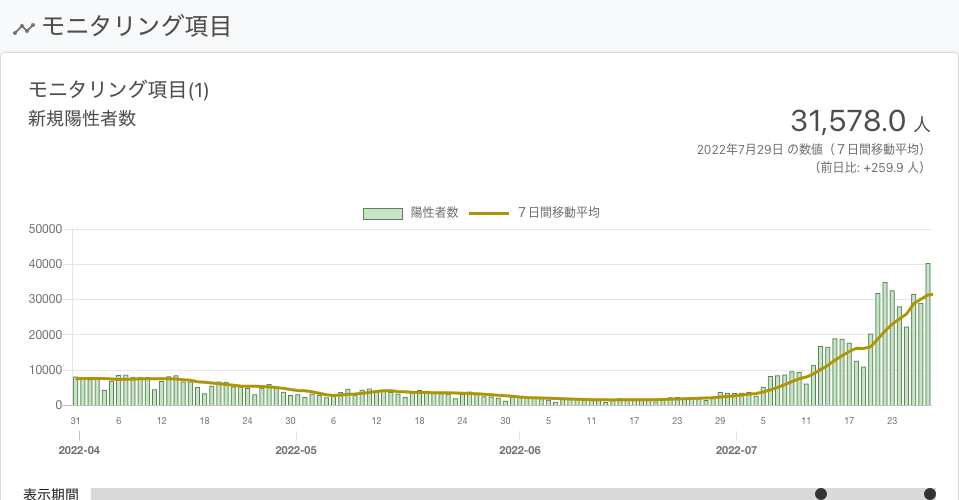 モニタリング項目
モニタリング項目(1)
新規陽性者数
31,578.0 人
2022年7月29日 の数値（７日間移動平均）
（前日比: +259.9 人）
陽性者数 ７日間移動平均
50000
40000
30000
20000
10000
0
31 6 12 18 24 30 6 12 18 24 30 5 11 17 23 29 5 11 17 23
2022-04 2022-05 2022-06 2022-07
表示期間